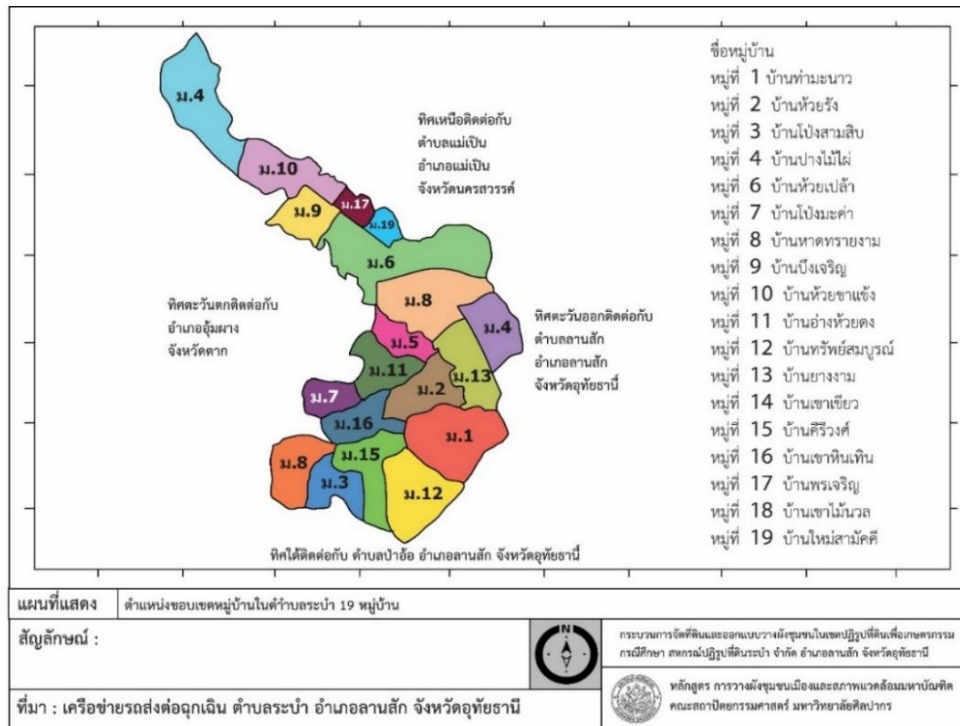 ม.4
ม.10
ม.17
ม.9
ม.19
ม.6
ม.8
ม.4
ม.5
ม.13
ม.11
ม.2
ม.7
ม.16
ม.1
ม.15
ม.8
ม.3
ม.12
ทิศเหนือติดต่อกับ
ตำบลแม่เปิน
อำเภอแม่เปิน
จังหวัดนครสวรรค์
ทิศตะวันตกติดต่อกับ
อำเภออุ้มผาง
จังหวัดตาก
ทิศตะวันออกติดต่อกับ
ตำบลลานสัก
อำเภอลานสัก
จังหวัดอุทัยธานี
ทิศใต้ติดต่อกับ ตำบลป่าอ้อ อำเภอลานสัก จังหวัดอุทัยธานี
ชื่อหมู่บ้าน
หมู่ที่ 1 บ้านท่ามะนาว
หมู่ที่ 2 บ้านห้วยรัง
หมู่ที่ 3 บ้านโป่งสามสิบ
หมู่ที่ 4 บ้านปางไม้ไผ่
หมู่ที่ 6 บ้านห้วยเปล้า
หมู่ที่ 7 บ้านโป่งมะค่า
หมู่ที่ 8 บ้านหาดทรายงาม
หมู่ที่ 9 บ้านบึงเจริญ
หมู่ที่ 10 บ้านห้วยขาแข้ง
หมู่ที่ 11 บ้านอ่างห้วยดง
หมู่ที่ 12 บ้านทรัพย์สมบูรณ์
หมู่ที่ 13 บ้านยางงาม
หมู่ที่ 14 บ้านเขาเขียว
หมู่ที่ 15 บ้านคีรีวงศ์
หมู่ที่ 16 บ้านเขาหินเทิน
หมู่ที่ 17 บ้านพรเจริญ
หมู่ที่ 18 บ้านเขาไม้นวล
หมู่ที่ 19 บ้านใหม่สามัคคี
แผนที่แสดง ตำแหน่งขอบเขตหมู่บ้านในตำบลระบำ 19 หมู่บ้าน
สัญลักษณ์ :
N
กระบวนการจัดที่ดินและออกแบบวางผังชุมชนในเขตปฏิรูปที่ดินเพื่อเกษตรกรรม
กรณีศึกษา สหกรณ์ปฏิรูปที่ดินระบำ จำกัด อำเภอลานสัก จังหวัดอุทัยธานี
ที่มา : เครือข่ายรถส่งต่อฉุกเฉิน ตำบลระบำ อำเภอลานสัก จังหวัดอุทัยธานี
หลักสูตร การวางผังชุมชนเมืองและสภาพแวดล้อมมหาบัณฑิต
คณะสถาปัตยกรรมศาสตร์ มหาวิทยาลัยศิลปากร